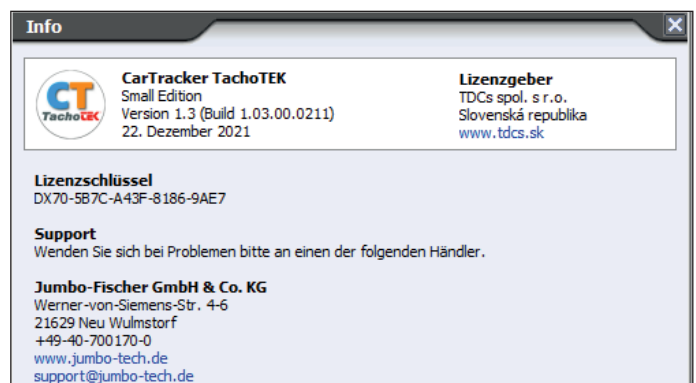 Info
CT
TachoTEK
CarTracker TachoTEK
Small Edition
Version 1.3 (Build 1.03.00.0211)
22. Dezember 2021
Lizenzgeber
TDCs spol. s r.o.
Slovenská republika
www.tdcs.sk
Lizenzschlüssel
DX70-5B7C-A43F-8186-9AE7
Support
Wenden Sie sich bei Problemen bitte an einen der folgenden Händler.
Jumbo-Fischer GmbH & Co. KG
Werner-von-Siemens-Str. 4-6
21629 Neu Wulmstorf
+49-40-700170-0
www.jumbo-tech.de
support@jumbo-tech.de